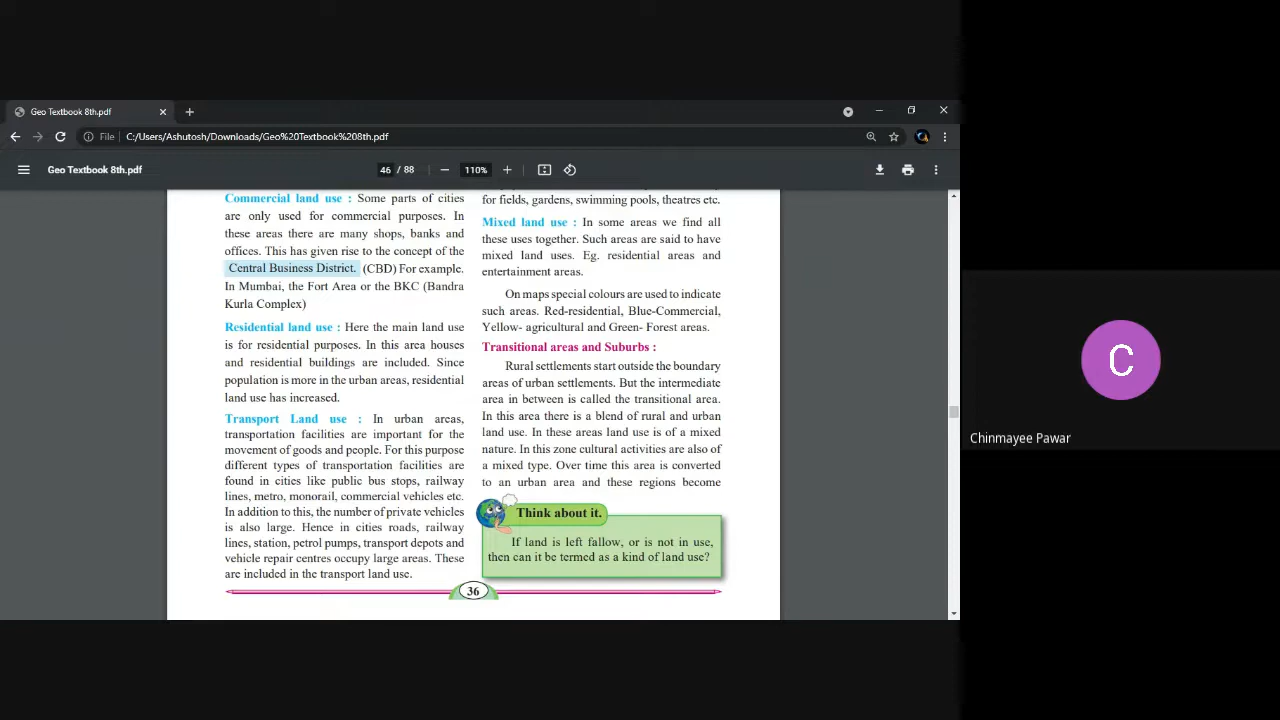 Geo Textbook 8th.pdf
File
C:/Users/Ashutosh/Downloads/Geo%20Textbook%208th.pdf
Geo Textbook 8th.pdf
46 / 88
110%
Commercial land use : Some parts of cities
are only used for commercial purposes. In
these areas there are many shops, banks and
offices. This has given rise to the concept of the
Central Business District. (CBD) For example.
In Mumbai, the Fort Area or the BKC (Bandra
Kurla Complex)
Residential land use : Here the main land use
is for residential purposes. In this area houses
and residential buildings are included. Since
population is more in the urban areas, residential
land use has increased.
Transport Land use : In urban areas,
transportation facilities are important for the
movement of goods and people. For this purpose
different types of transportation facilities are
found in cities like public bus stops, railway
lines, metro, monorail, commercial vehicles etc.
In addition to this, the number of private vehicles
is also large. Hence in cities roads, railway
lines, station, petrol pumps, transport depots and
vehicle repair centres occupy large areas. These
are included in the transport land use.
for fields, gardens, swimming pools, theatres etc.
Mixed land use : In some areas we find all
these uses together. Such areas are said to have
mixed land uses. Eg. residential areas and
entertainment areas.
On maps special colours are used to indicate
such areas. Red-residential, Blue-Commercial,
Yellow- agricultural and Green- Forest areas.
Transitional areas and Suburbs :
Rural settlements start outside the boundary
areas of urban settlements. But the intermediate
area in between is called the transitional area.
In this area there is a blend of rural and urban
land use. In these areas land use is of a mixed
nature. In this zone cultural activities are also of
a mixed type. Over time this area is converted
to an urban area and these regions become
Think about it.
If land is left fallow, or is not in use,
then can it be termed as a kind of land use?
36
C
Chinmayee Pawar